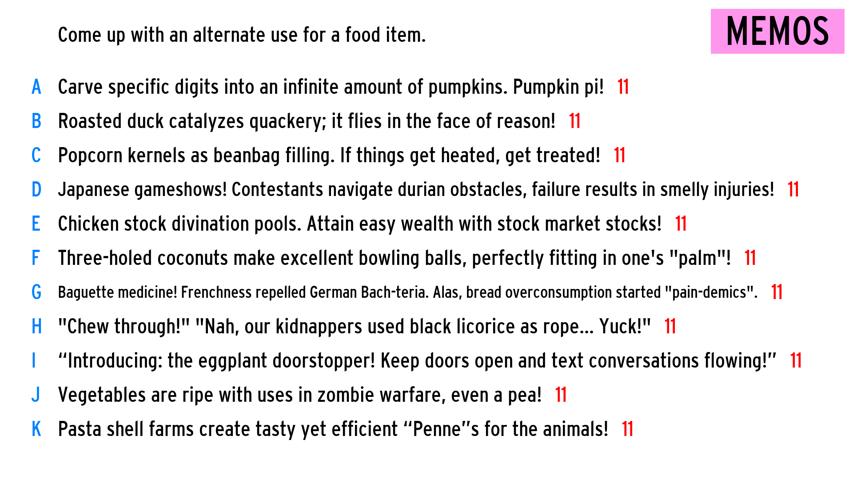 Come up with an alternate use for a food item.
MEMOS
A Carve specific digits into an infinite amount of pumpkins. Pumpkin pi! 11
B Roasted duck catalyzes quackery; it flies in the face of reason! 11
C Popcorn kernels as beanbag filling. If things get heated, get treated! 11
D Japanese gameshows! Contestants navigate durian obstacles, failure results in smelly injuries! 11
E Chicken stock divination pools. Attain easy wealth with stock market stocks! 11
F Three-holed coconuts make excellent bowling balls, perfectly fitting in one's "palm"! 11
G Baguette medicine! Frenchness repelled German Bach-teria. Alas, bread overconsumption started "pain-demics". 11
H "Chew through!" "Nah, our kidnappers used black licorice as rope... Yuck!" 11
I “Introducing: the eggplant doorstopper! Keep doors open and text conversations flowing!” 11
J Vegetables are ripe with uses in zombie warfare, even a pea! 11
K Pasta shell farms create tasty yet efficient “Penne”s for the animals! 11